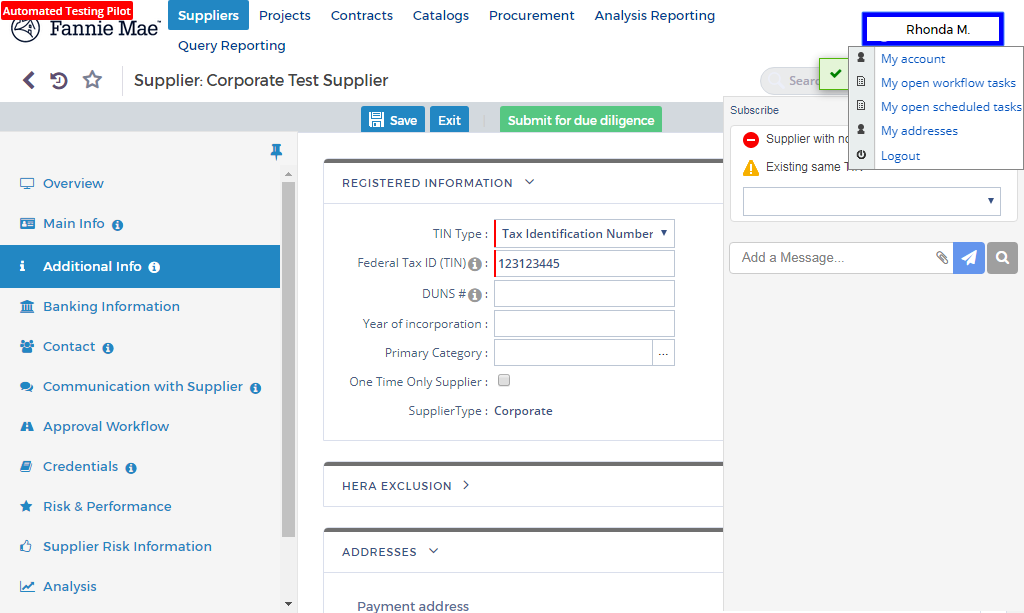 Automated Testing Pilot
Fannie Mae™
Suppliers
Projects
Contracts
Catalogs
Procurement
Analysis Reporting
Query Reporting
Rhonda M.
My account
My open workflow tasks
My open scheduled tasks
My addresses
Logout
Supplier: Corporate Test Supplier
Save
Exit
Submit for due diligence
Subscribe
Supplier with
Existing same
Add a Message...
Overview
Main Info
Additional Info
Banking Information
Contact
Communication with Supplier
Approval Workflow
Credentials
Risk & Performance
Supplier Risk Information
Analysis
REGISTERED INFORMATION
TIN Type : Tax Identification Number
Federal Tax ID (TIN) : 123123445
DUNS # :
Year of incorporation :
Primary Category : ...
One Time Only Supplier :
SupplierType : Corporate
HERA EXCLUSION
ADDRESSES
Payment address